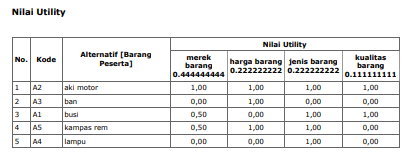 Nilai Utility
No. Kode Alternatif [Barang Peserta] Nilai Utility
merek barang 0.444444444 harga barang 0.222222222 jenis barang 0.222222222 kualitas barang 0.111111111
1 A2 aki motor 1,00 1,00 1,00 1,00
2 A3 ban 0,00 1,00 0,00 0,00
3 A1 busi 0,50 0,00 1,00 1,00
4 A5 kampas rem 0,50 1,00 1,00 0,00
5 A4 lampu 0,00 0,00 1,00 0,00